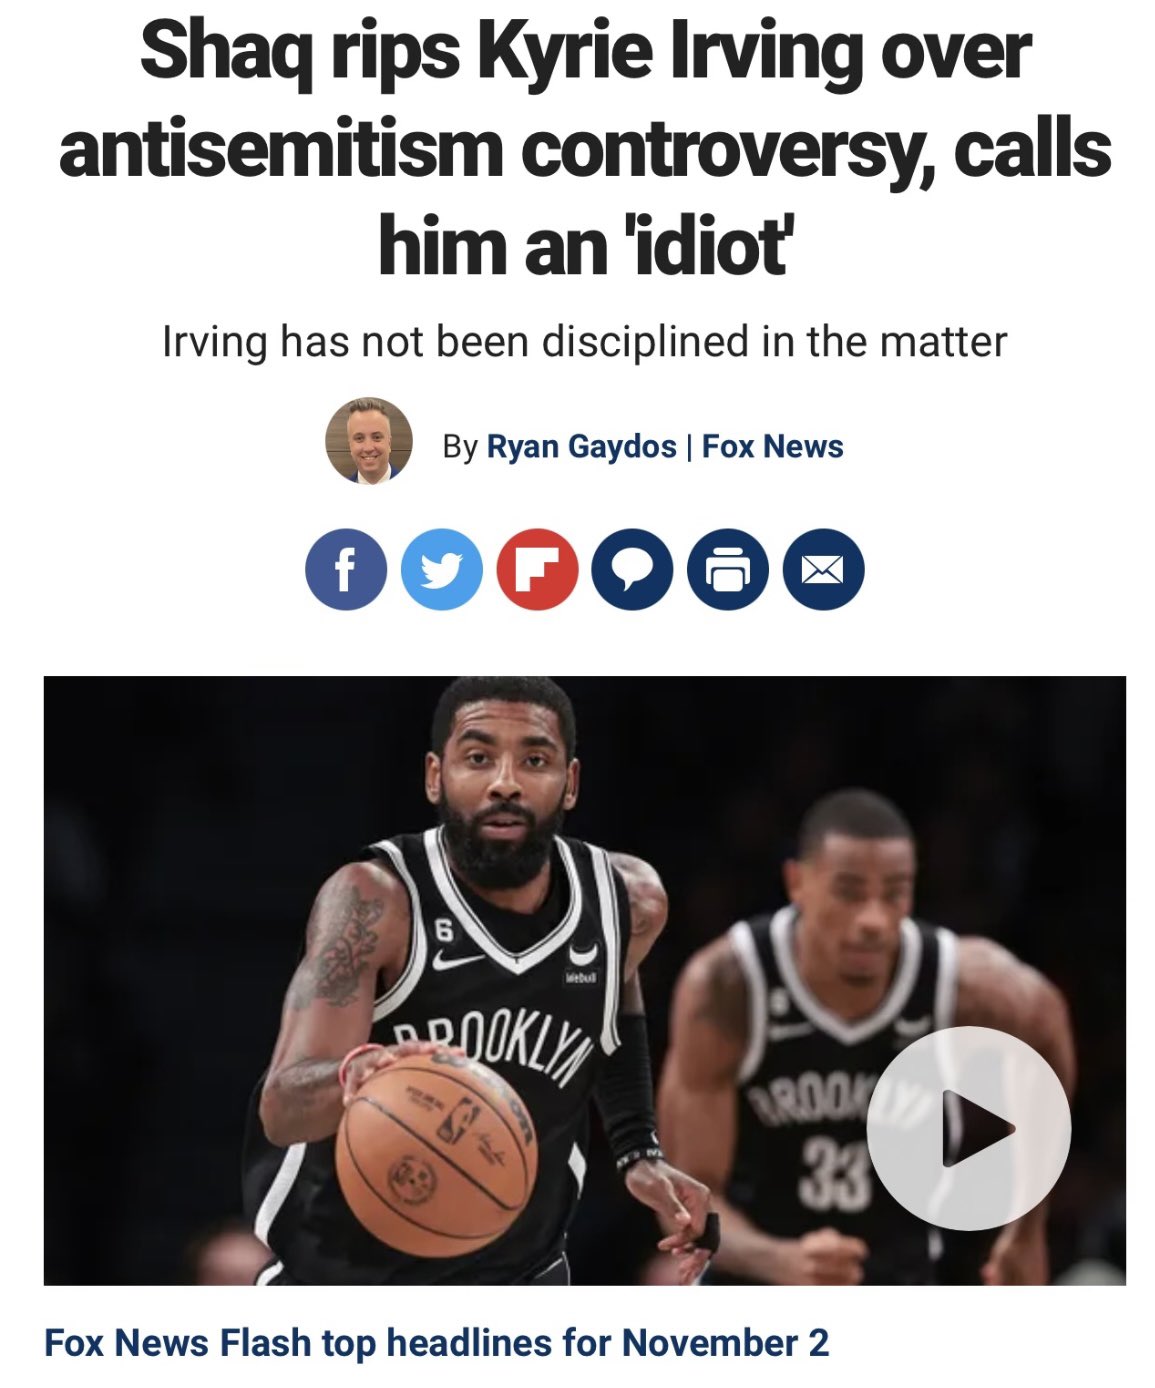 Shaq rips Kyrie Irving over
antisemitism controversy, calls
him an 'idiot'
Irving has not been disciplined in the matter
By Ryan Gaydos | Fox News
6
Webull
BROOKLYN
BROOKLYN
33
Fox News Flash top headlines for November 2